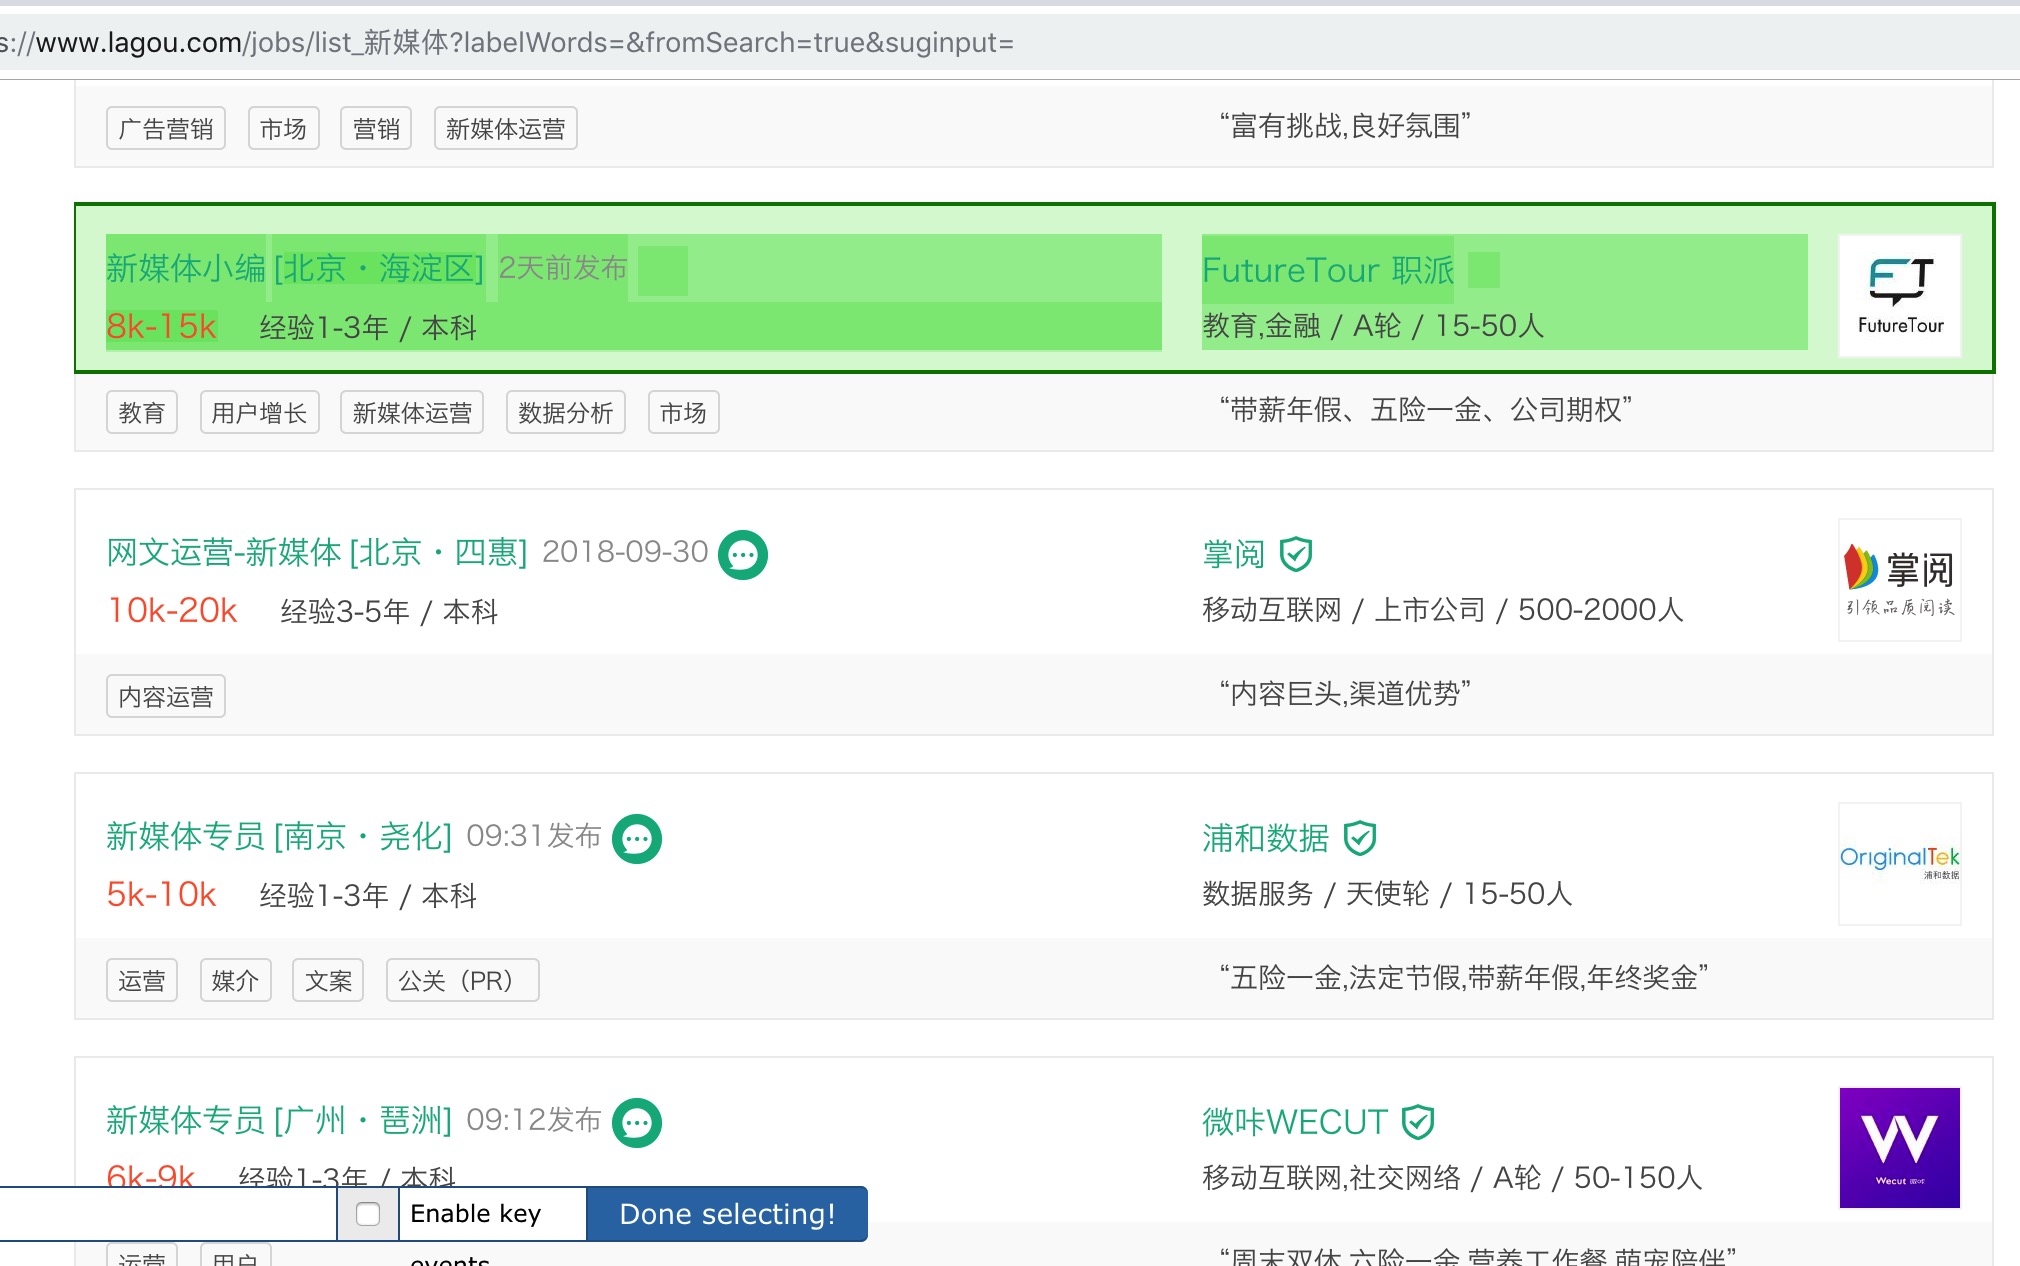 s://www.lagou.com/jobs/list_新媒体?labelWords=&fromSearch=true&suginput=
广告营销 市场 营销 新媒体运营 “富有挑战,良好氛围”
新媒体小编 [北京・海淀区] 2天前发布 FutureTour 职派
8k-15k 经验1-3年 / 本科 教育,金融 / A轮 / 15-50人
FT
FutureTour
教育 用户增长 新媒体运营 数据分析 市场 “带薪年假、五险一金、公司期权”
网文运营-新媒体 [北京・四惠] 2018-09-30 掌阅
10k-20k 经验3-5年 / 本科 移动互联网 / 上市公司 / 500-2000人
掌阅
引领品质阅读
内容运营 “内容巨头,渠道优势”
新媒体专员 [南京・尧化] 09:31发布 浦和数据
5k-10k 经验1-3年 / 本科 数据服务 / 天使轮 / 15-50人
OriginalTek
浦和数据
运营 媒介 文案 公关（PR） “五险一金,法定节假,带薪年假,年终奖金”
新媒体专员 [广州・琶洲] 09:12发布 微咔WECUT
6k-9k 经验1-3年 / 本科 移动互联网,社交网络 / A轮 / 50-150人
W
Wecut 微咔
Enable key events Done selecting!
运营 用户 “周末双休,六险一金,营养工作餐,萌宠陪伴”